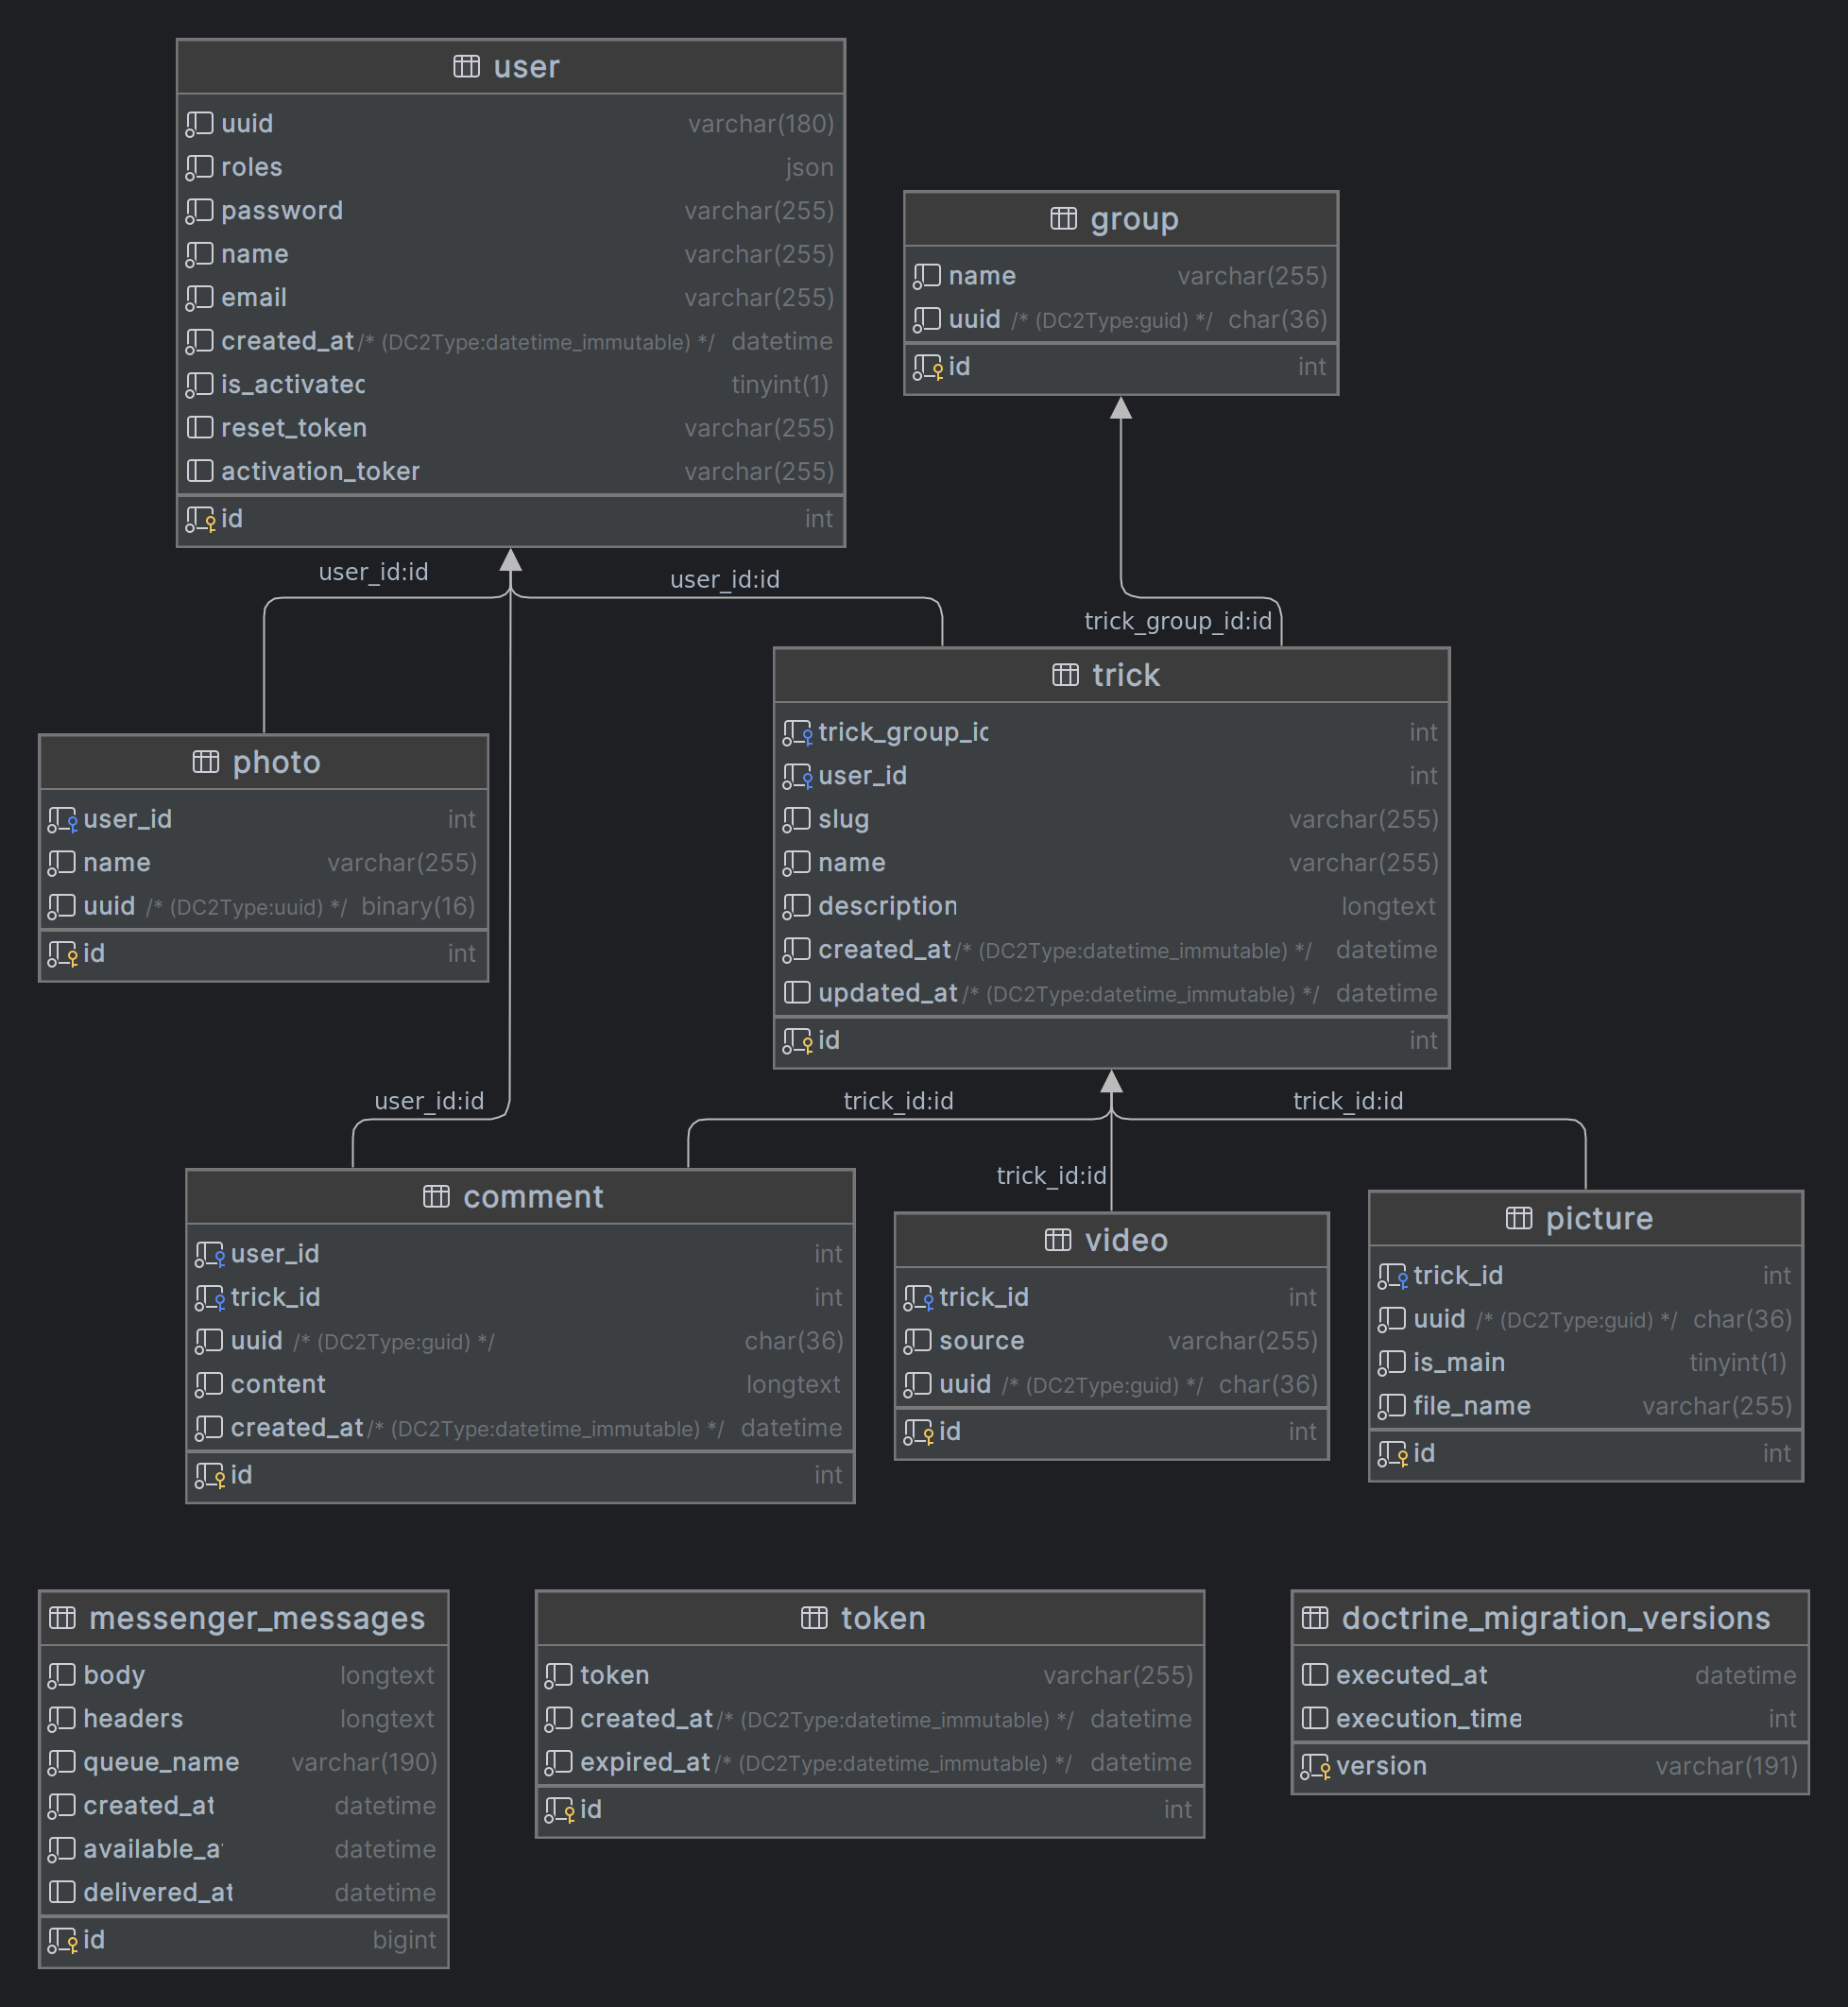 user
uuid varchar(180)
roles json
password varchar(255)
name varchar(255)
email varchar(255)
created_at /* (DC2Type:datetime_immutable) */ datetime
is_activatec tinyint(1)
reset_token varchar(255)
activation_toker varchar(255)
id int
group
name varchar(255)
uuid /* (DC2Type:guid) */ char(36)
id int
user_id:id
user_id:id
trick_group_id:id
trick
trick_group_ic int
user_id int
slug varchar(255)
name varchar(255)
description longtext
created_at /* (DC2Type:datetime_immutable) */ datetime
updated_at /* (DC2Type:datetime_immutable) */ datetime
id int
photo
user_id int
name varchar(255)
uuid /* (DC2Type:uuid) */ binary(16)
id int
user_id:id
trick_id:id
trick_id:id
trick_id:id
comment
user_id int
trick_id int
uuid /* (DC2Type:guid) */ char(36)
content longtext
created_at /* (DC2Type:datetime_immutable) */ datetime
id int
video
trick_id int
source varchar(255)
uuid /* (DC2Type:guid) */ char(36)
id int
picture
trick_id int
uuid /* (DC2Type:guid) */ char(36)
is_main tinyint(1)
file_name varchar(255)
id int
messenger_messages
body longtext
headers longtext
queue_name varchar(190)
created_at datetime
available_a datetime
delivered_at datetime
id bigint
token
token varchar(255)
created_at /* (DC2Type:datetime_immutable) */ datetime
expired_at /* (DC2Type:datetime_immutable) */ datetime
id int
doctrine_migration_versions
executed_at datetime
execution_time int
version varchar(191)